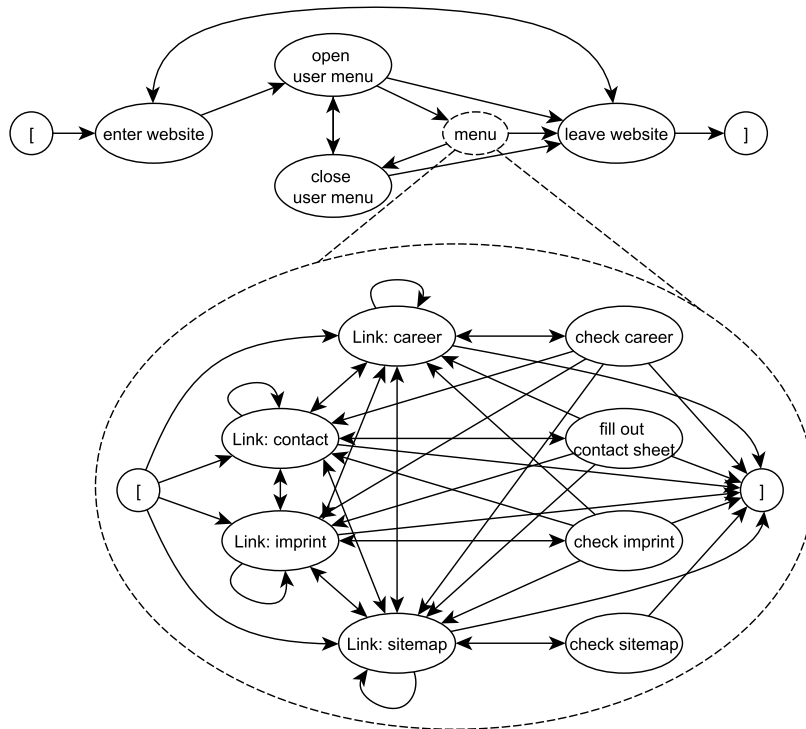 open
user menu
[
enter website
menu
leave website
]
close
user menu
Link: career
check career
Link: contact
fill out
contact sheet
[
]
Link: imprint
check imprint
Link: sitemap
check sitemap